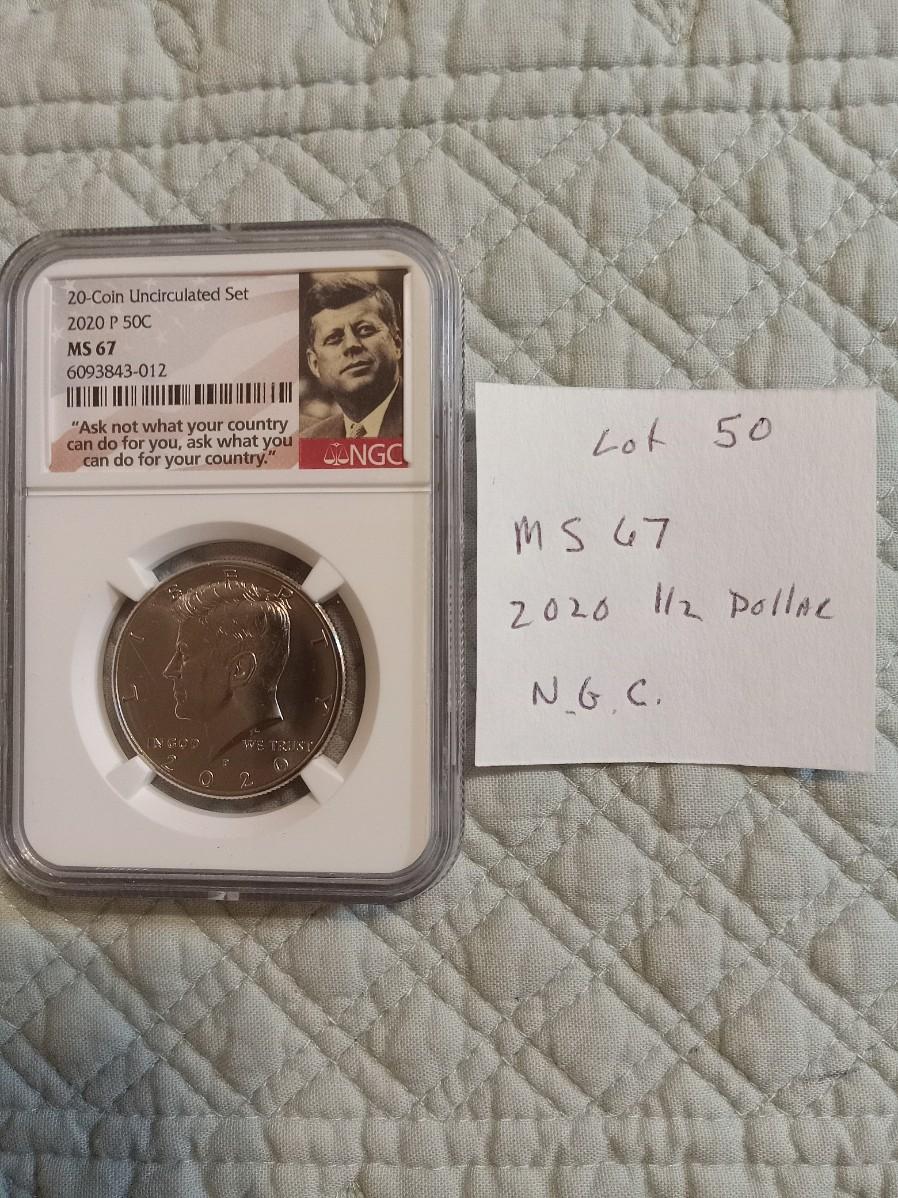 20-Coin Uncirculated Set
2020 P 50C
MS 67
6093843-012
"Ask not what your country
can do for you, ask what you
can do for your country."
NGC
LIBERTY
IN GOD WE TRUST
P
2020
Lot 50
MS 67
2020 1/2 Dollar
N.G.C.